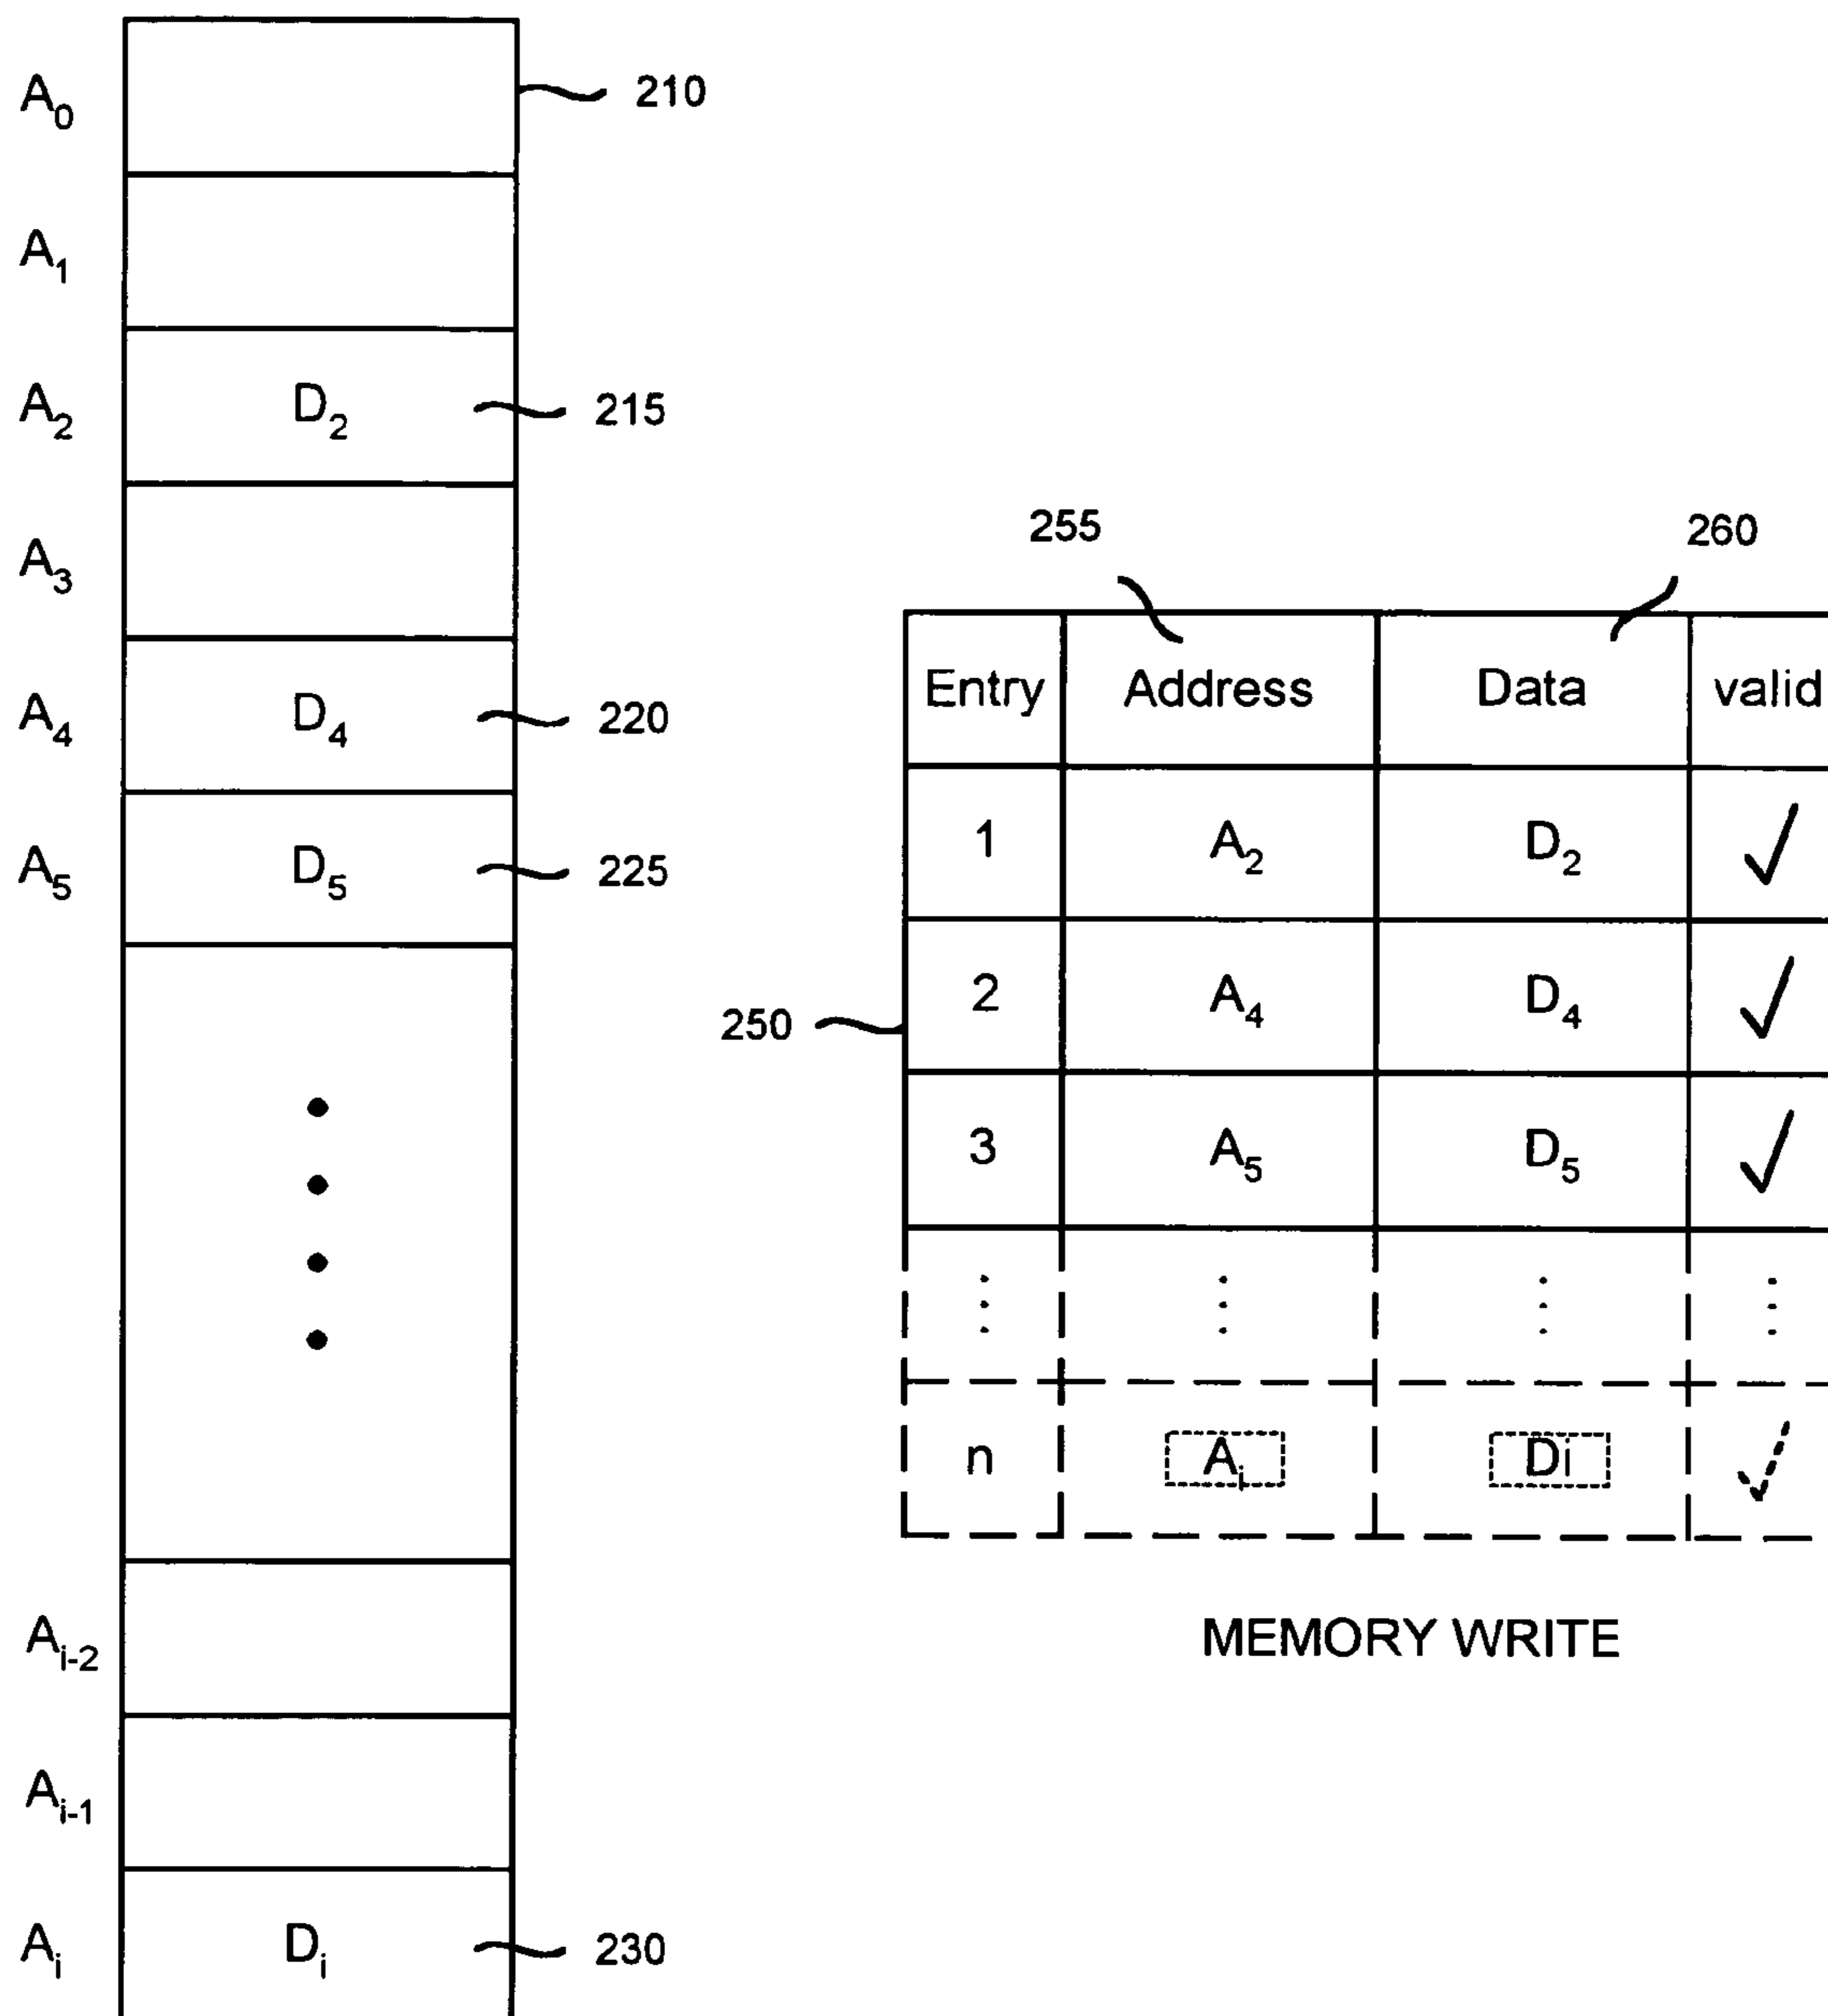 A₀ 210
A₁
A₂ D₂ 215
A₃
A₄ D₄ 220
A₅ D₅ 225
Aᵢ₋₂
Aᵢ₋₁
Aᵢ Dᵢ 230
255 260
Entry Address Data valid
1 A₂ D₂ ✓
250 2 A₄ D₄ ✓
3 A₅ D₅ ✓
n Aᵢ Di ✓
MEMORY WRITE